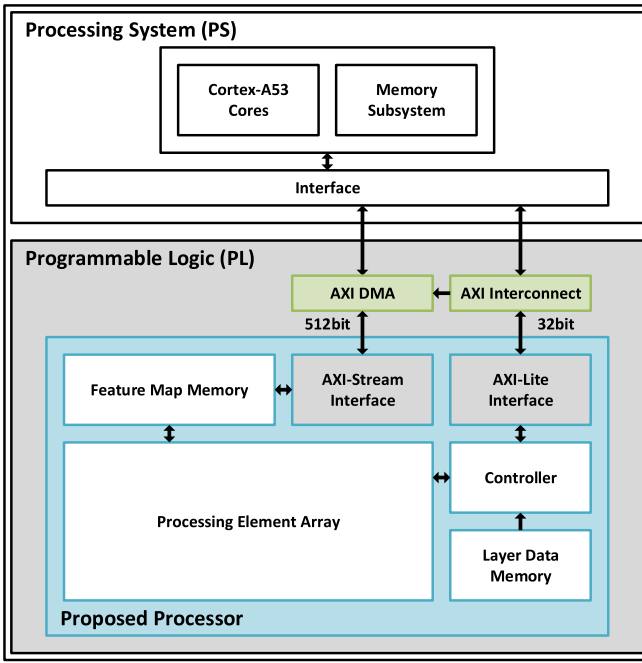 Processing System (PS)
Cortex-A53
Cores
Memory
Subsystem
Interface
Programmable Logic (PL)
AXI DMA
AXI Interconnect
512bit
32bit
Feature Map Memory
AXI-Stream
Interface
AXI-Lite
Interface
Processing Element Array
Controller
Layer Data
Memory
Proposed Processor